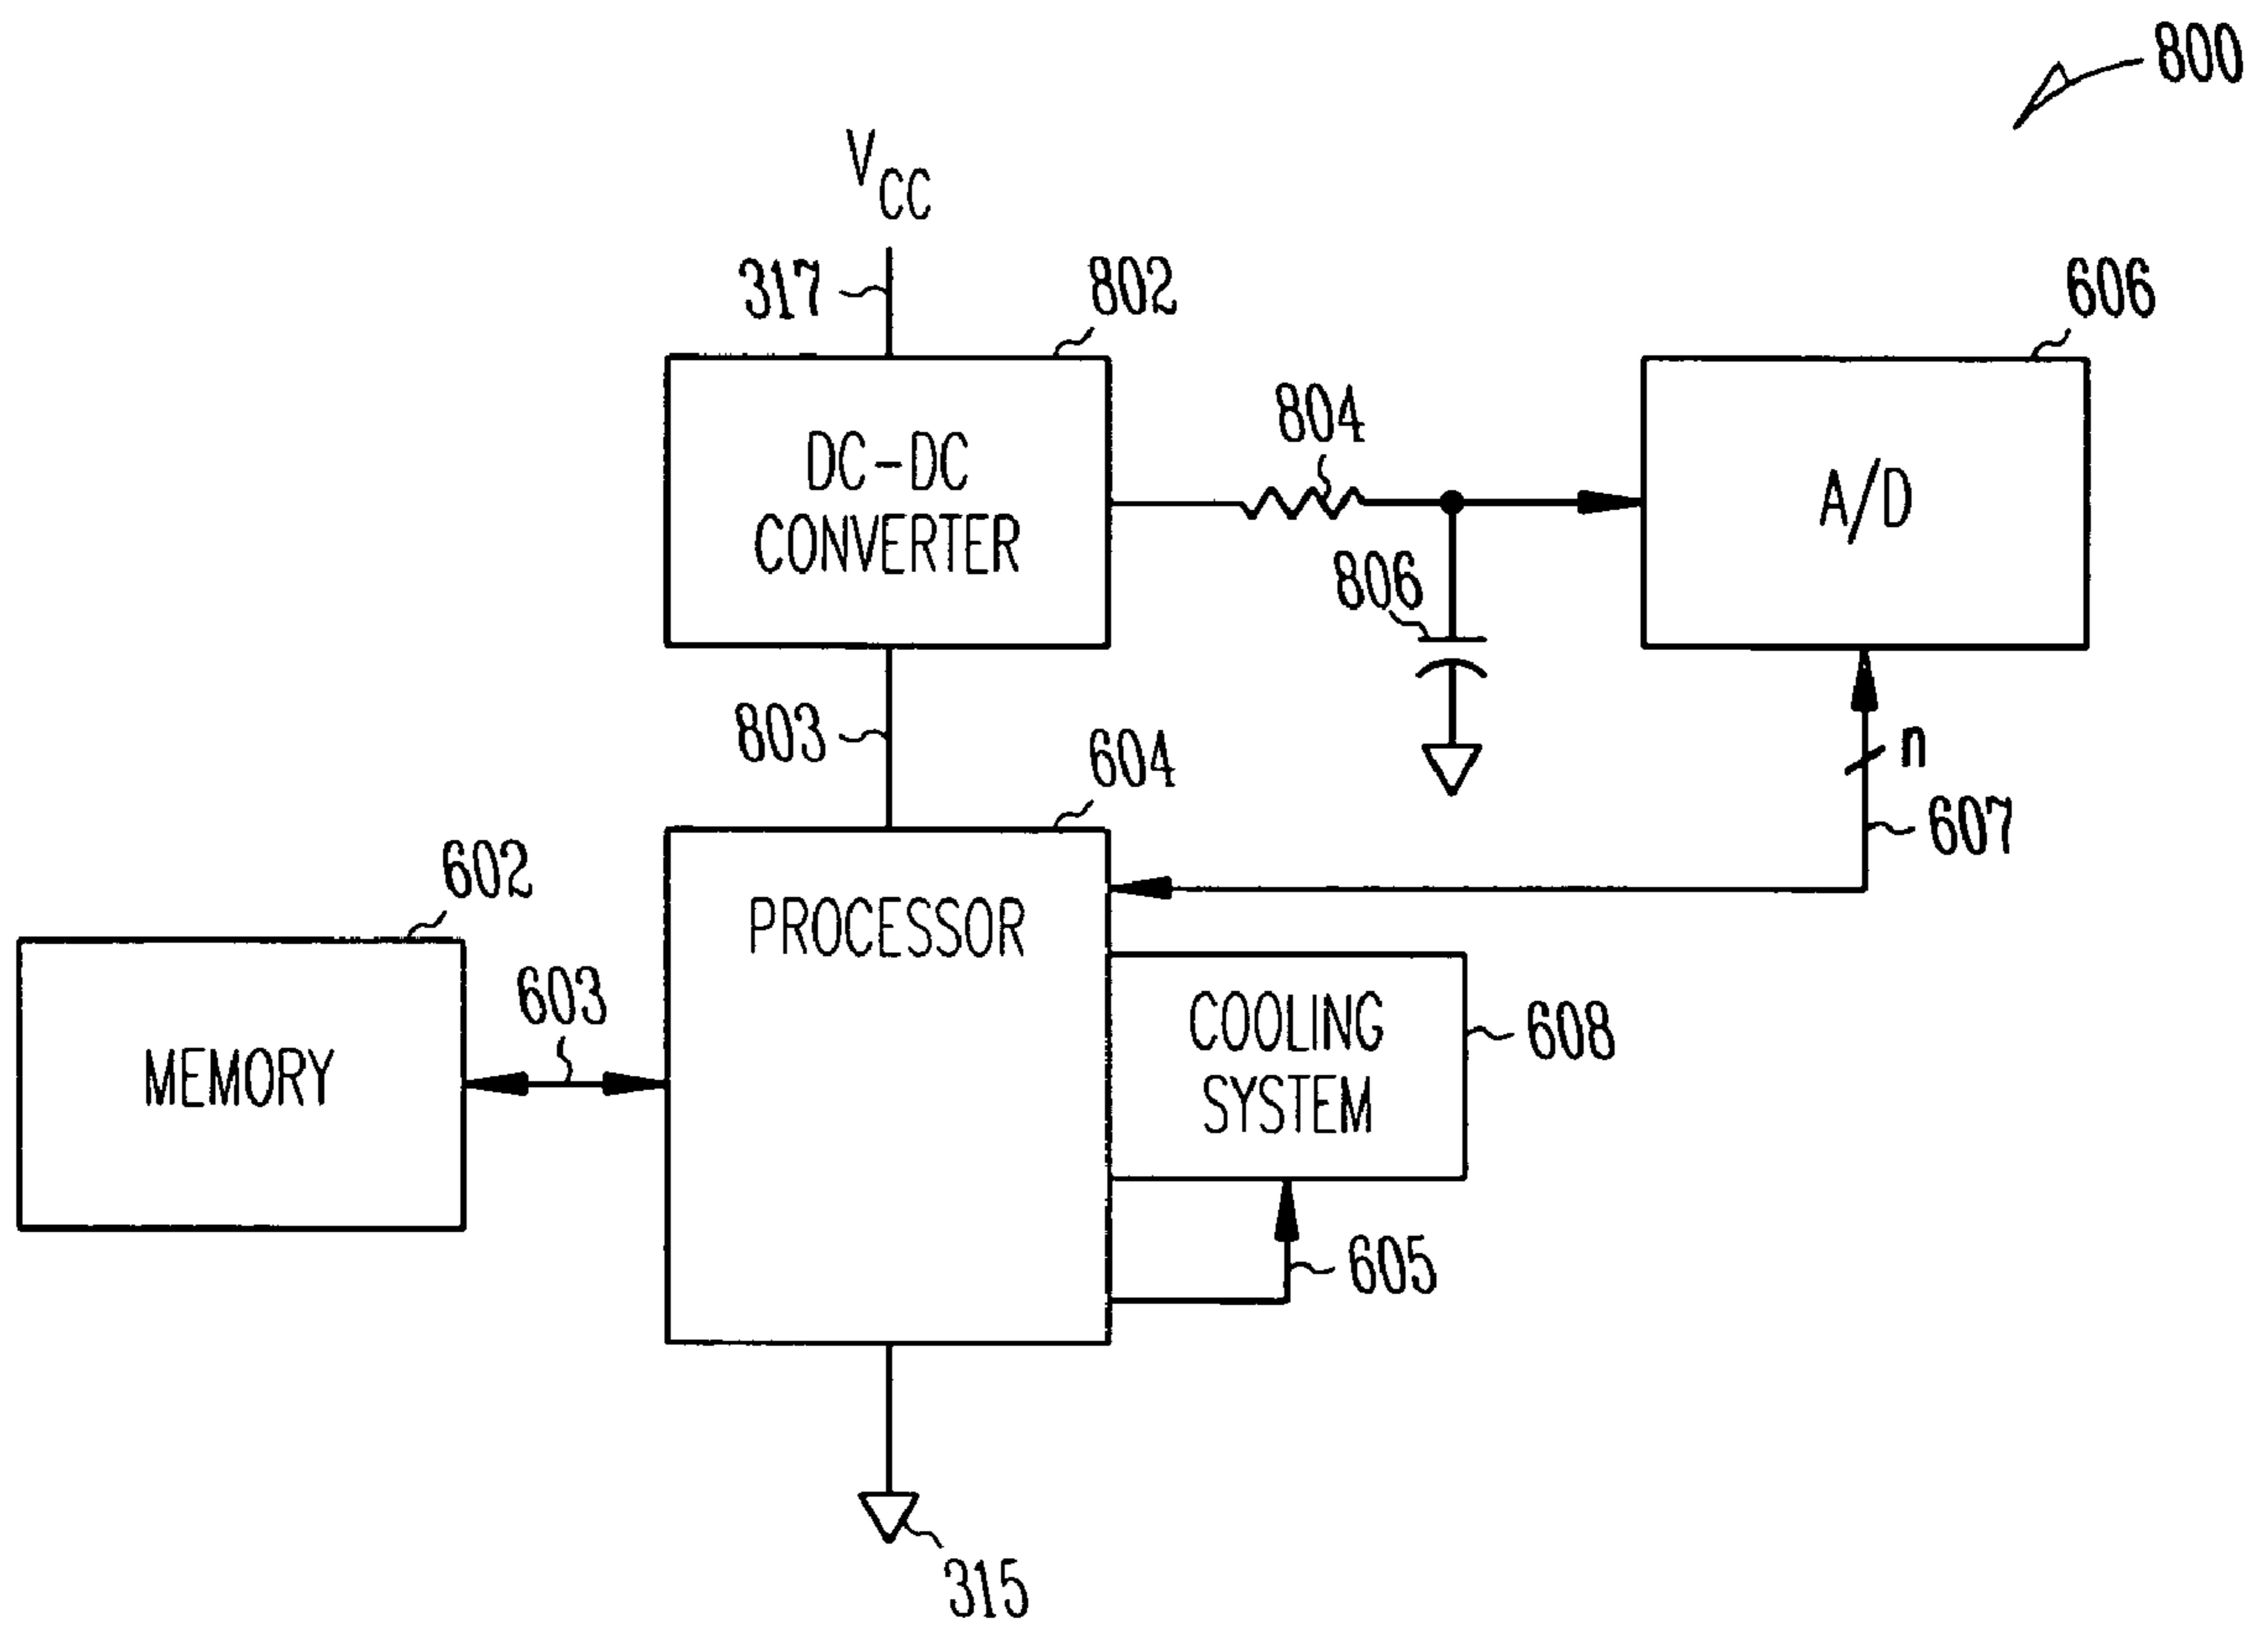 800
VCC
317
802
606
DC-DC
CONVERTER
804
A/D
806
803
604
n
607
602
PROCESSOR
603
MEMORY
COOLING
SYSTEM
608
605
315